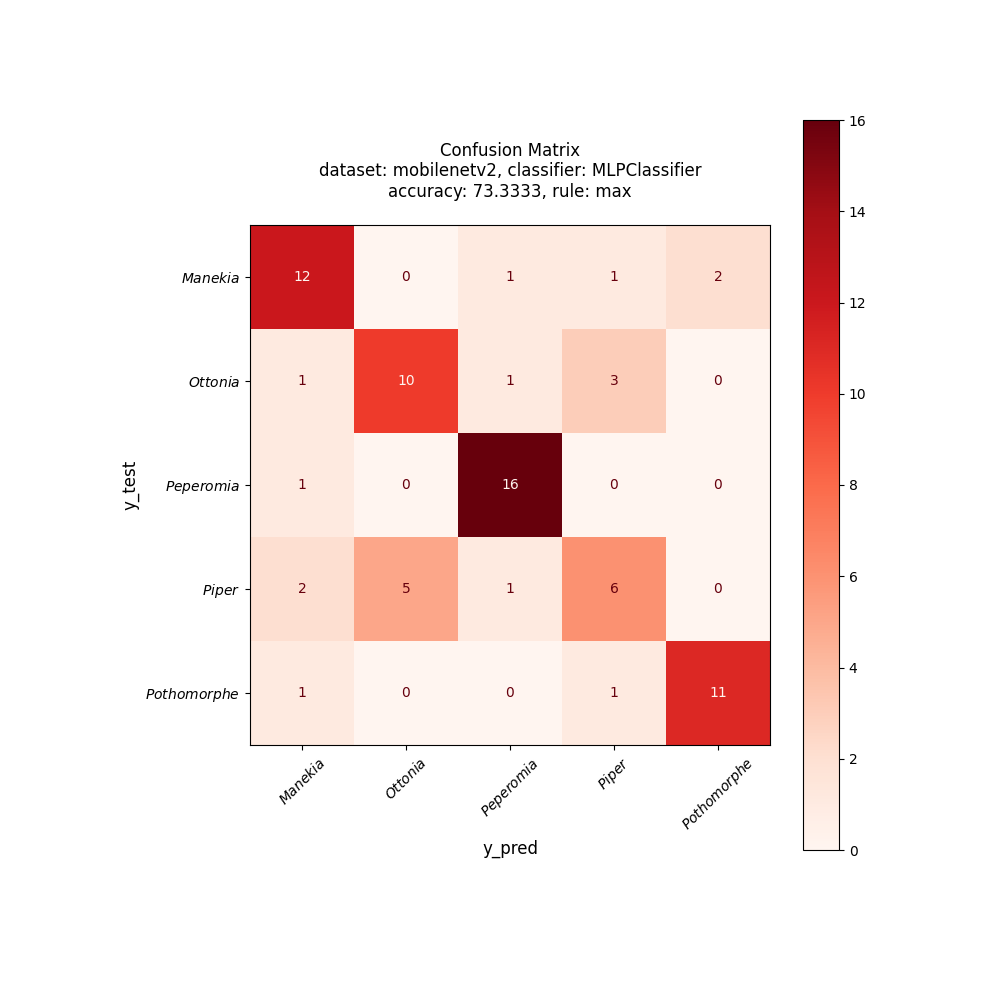 Confusion Matrix
dataset: mobilenetv2, classifier: MLPClassifier
accuracy: 73.3333, rule: max
y_test
Manekia 12 0 1 1 2
Ottonia 1 10 1 3 0
Peperomia 1 0 16 0 0
Piper 2 5 1 6 0
Pothomorphe 1 0 0 1 11
Manekia Ottonia Peperomia Piper Pothomorphe
y_pred
16
14
12
10
8
6
4
2
0